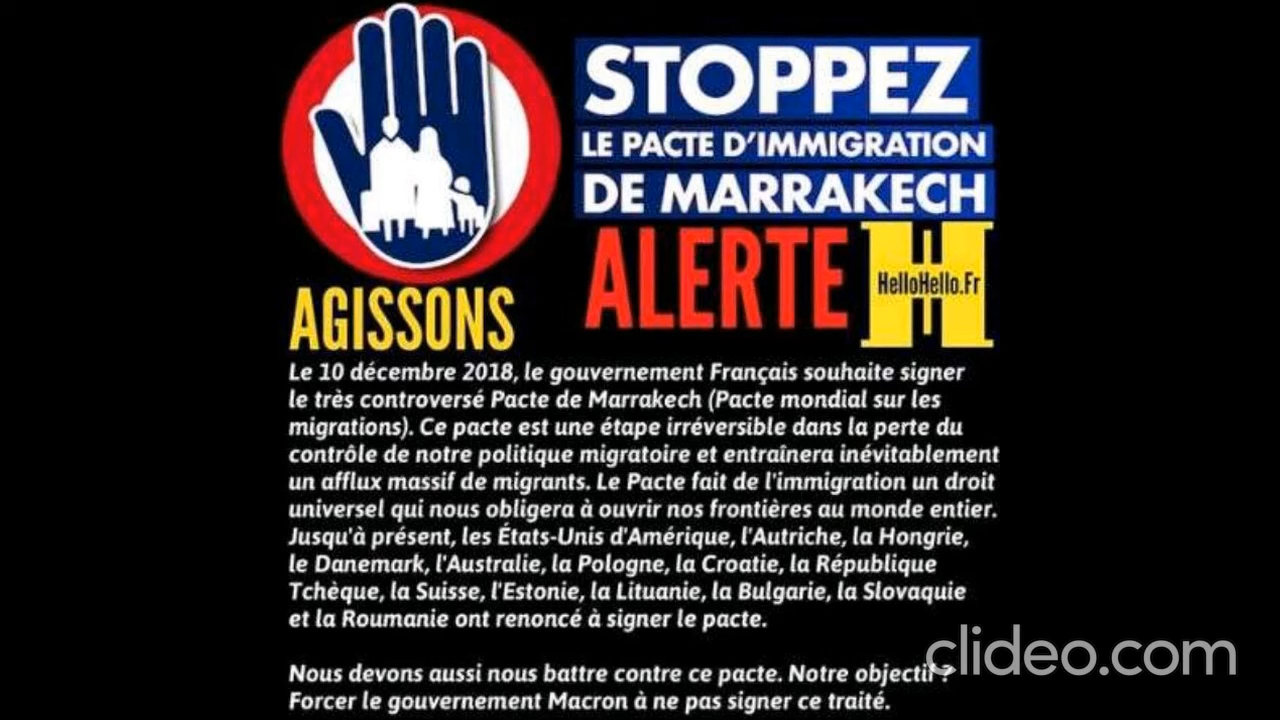 STOPPEZ
LE PACTE D'IMMIGRATION
DE MARRAKECH
ALERTE
HelloHello.Fr
AGISSONS
Le 10 décembre 2018, le gouvernement Français souhaite signer
le très controversé Pacte de Marrakech (Pacte mondial sur les
migrations). Ce pacte est une étape irréversible dans la perte du
contrôle de notre politique migratoire et entraînera inévitablement
un afflux massif de migrants. Le Pacte fait de l'immigration un droit
universel qui nous obligera à ouvrir nos frontières au monde entier.
Jusqu'à présent, les États-Unis d'Amérique, l'Autriche, la Hongrie,
le Danemark, l'Australie, la Pologne, la Croatie, la République
Tchèque, la Suisse, l'Estonie, la Lituanie, la Bulgarie, la Slovaquie
et la Roumanie ont renoncé à signer le pacte.
Nous devons aussi nous battre contre ce pacte. Notre objectif ?
Forcer le gouvernement Macron à ne pas signer ce traité.
clideo.com